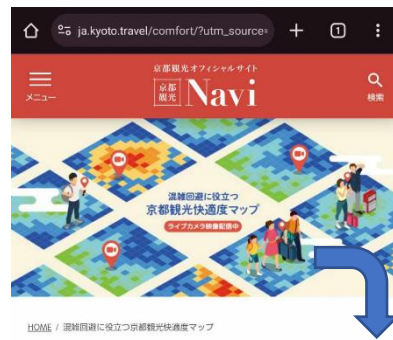 ja.kyoto.travel/comfort/?utm_source=
1
京都観光オフィシャルサイト
京都
観光
Navi
メニュー
検索
混雑回避に役立つ
京都観光快適度マップ
ライブカメラ映像配信中
HOME / 混雑回避に役立つ京都観光快適度マップ